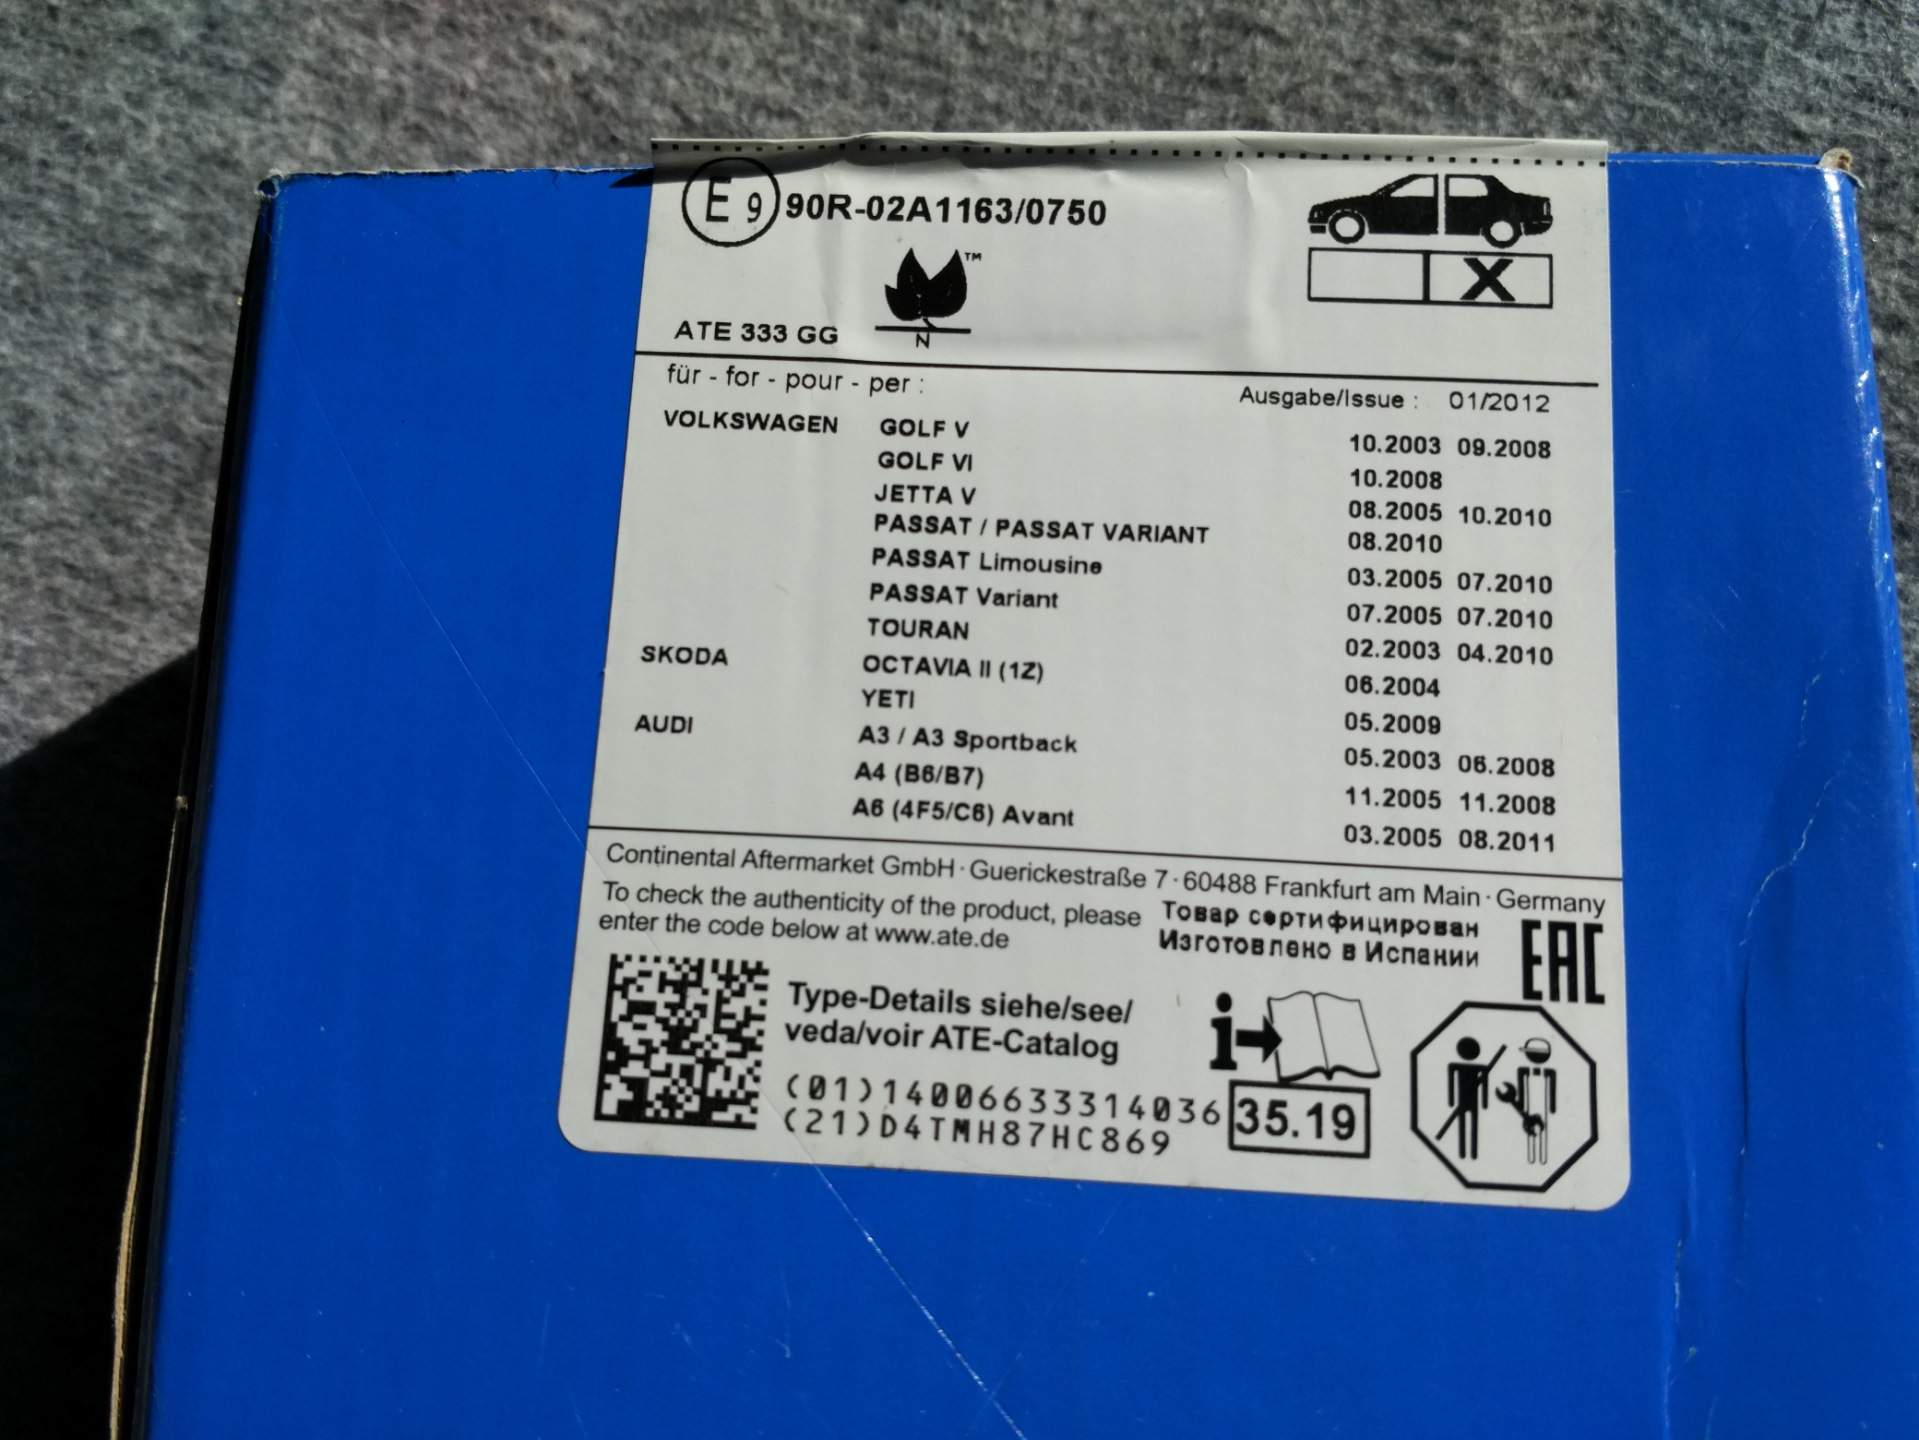 E 9 90R-02A1163/0750
TM
N
X
ATE 333 GG
für - for - pour - per :
Ausgabe/Issue : 01/2012
VOLKSWAGEN GOLF V 10.2003 09.2008
GOLF VI 10.2008
JETTA V 08.2005 10.2010
PASSAT / PASSAT VARIANT 08.2010
PASSAT Limousine 03.2005 07.2010
PASSAT Variant 07.2005 07.2010
TOURAN 02.2003 04.2010
SKODA OCTAVIA II (1Z) 06.2004
YETI 05.2009
AUDI A3 / A3 Sportback 05.2003 06.2008
A4 (B6/B7) 11.2005 11.2008
A6 (4F5/C6) Avant 03.2005 08.2011
Continental Aftermarket GmbH · Guerickestraße 7 · 60488 Frankfurt am Main · Germany
To check the authenticity of the product, please
enter the code below at www.ate.de
Товар сертифицирован
Изготовлено в Испании
EAC
Type-Details siehe/see/
veda/voir ATE-Catalog
i
(01)14006633314036
(21)D4TMH87HC869
35.19